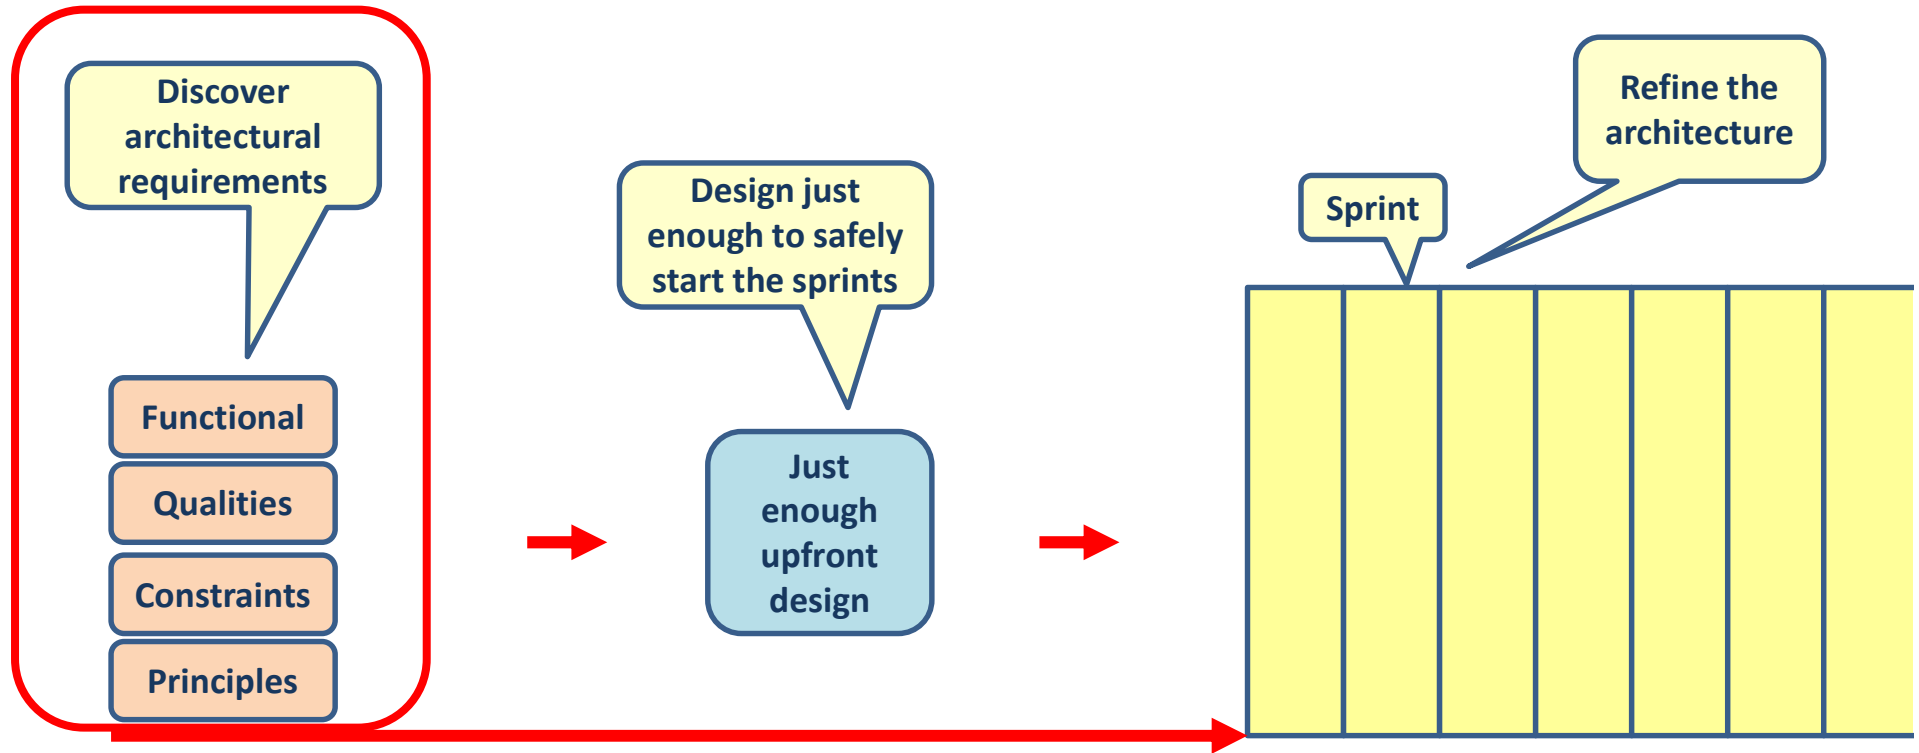 Discover
architectural
requirements
Functional
Qualities
Constraints
Principles
Design just
enough to safely
start the sprints
Just
enough
upfront
design
Sprint
Refine the
architecture